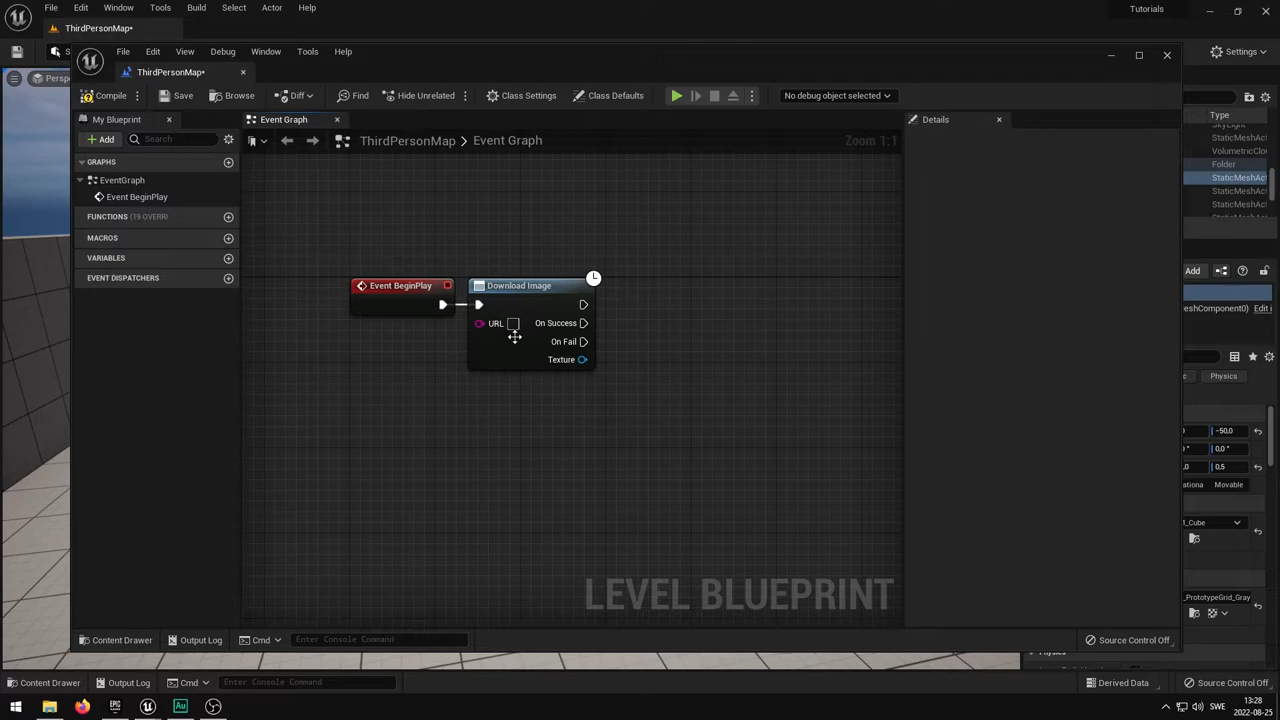 File Edit Window Tools Build Select Actor Help Tutorials
ThirdPersonMap*
Settings
File Edit View Debug Window Tools Help
ThirdPersonMap*
Compile Save Browse Diff Find Hide Unrelated Class Settings Class Defaults No debug object selected
My Blueprint Event Graph Details Type
Add Search ThirdPersonMap > Event Graph Zoom 1:1
StaticMeshAct
VolumetricClou
GRAPHS Folder
EventGraph StaticMeshAct
Event BeginPlay StaticMeshAct
FUNCTIONS (19 OVERRI StaticMeshAct
MACROS
VARIABLES
EVENT DISPATCHERS Add
Event BeginPlay Download Image
MeshComponent0) Edit i
URL On Success
On Fail
Texture
Physics
-50,0
0,0 °
0,5
Movable
_PrototypeGrid_Gray
LEVEL BLUEPRINT
Content Drawer Output Log Cmd Enter Console Command Source Control Off
Content Drawer Output Log Cmd Enter Console Command Derived Data Source Control Off
EPIC
Au
SWE
13:28
2022-08-25